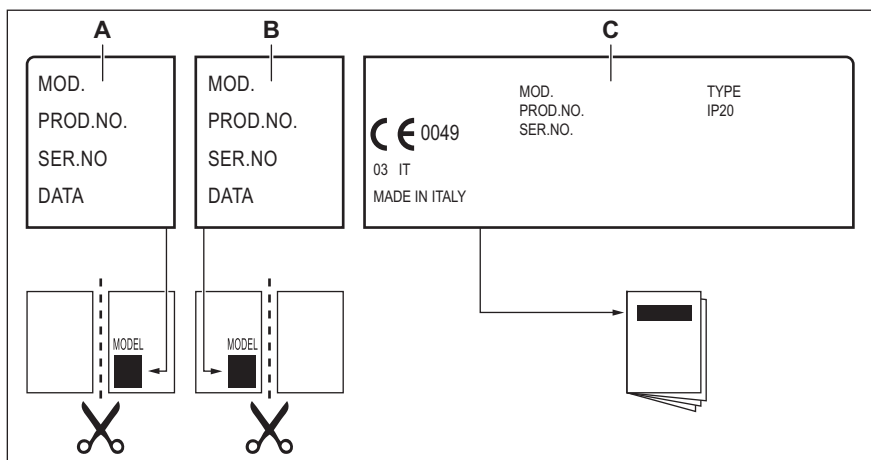 A
B
C
MOD.
PROD.NO.
SER.NO
DATA
MOD.
PROD.NO.
SER.NO
DATA
MOD.
PROD.NO.
SER.NO.
TYPE
IP20
CE 0049
03 IT
MADE IN ITALY
MODEL
MODEL